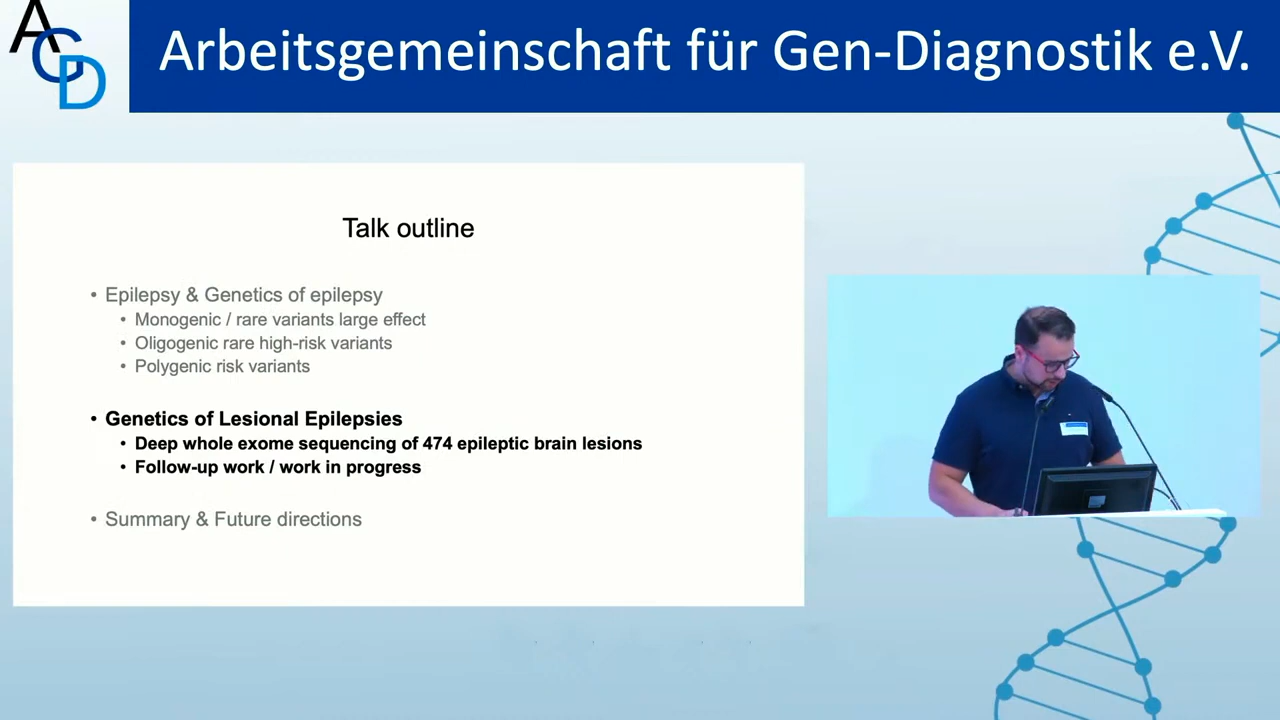 AGD
Arbeitsgemeinschaft für Gen-Diagnostik e.V.
Talk outline
• Epilepsy & Genetics of epilepsy
• Monogenic / rare variants large effect
• Oligogenic rare high-risk variants
• Polygenic risk variants
• Genetics of Lesional Epilepsies
• Deep whole exome sequencing of 474 epileptic brain lesions
• Follow-up work / work in progress
• Summary & Future directions